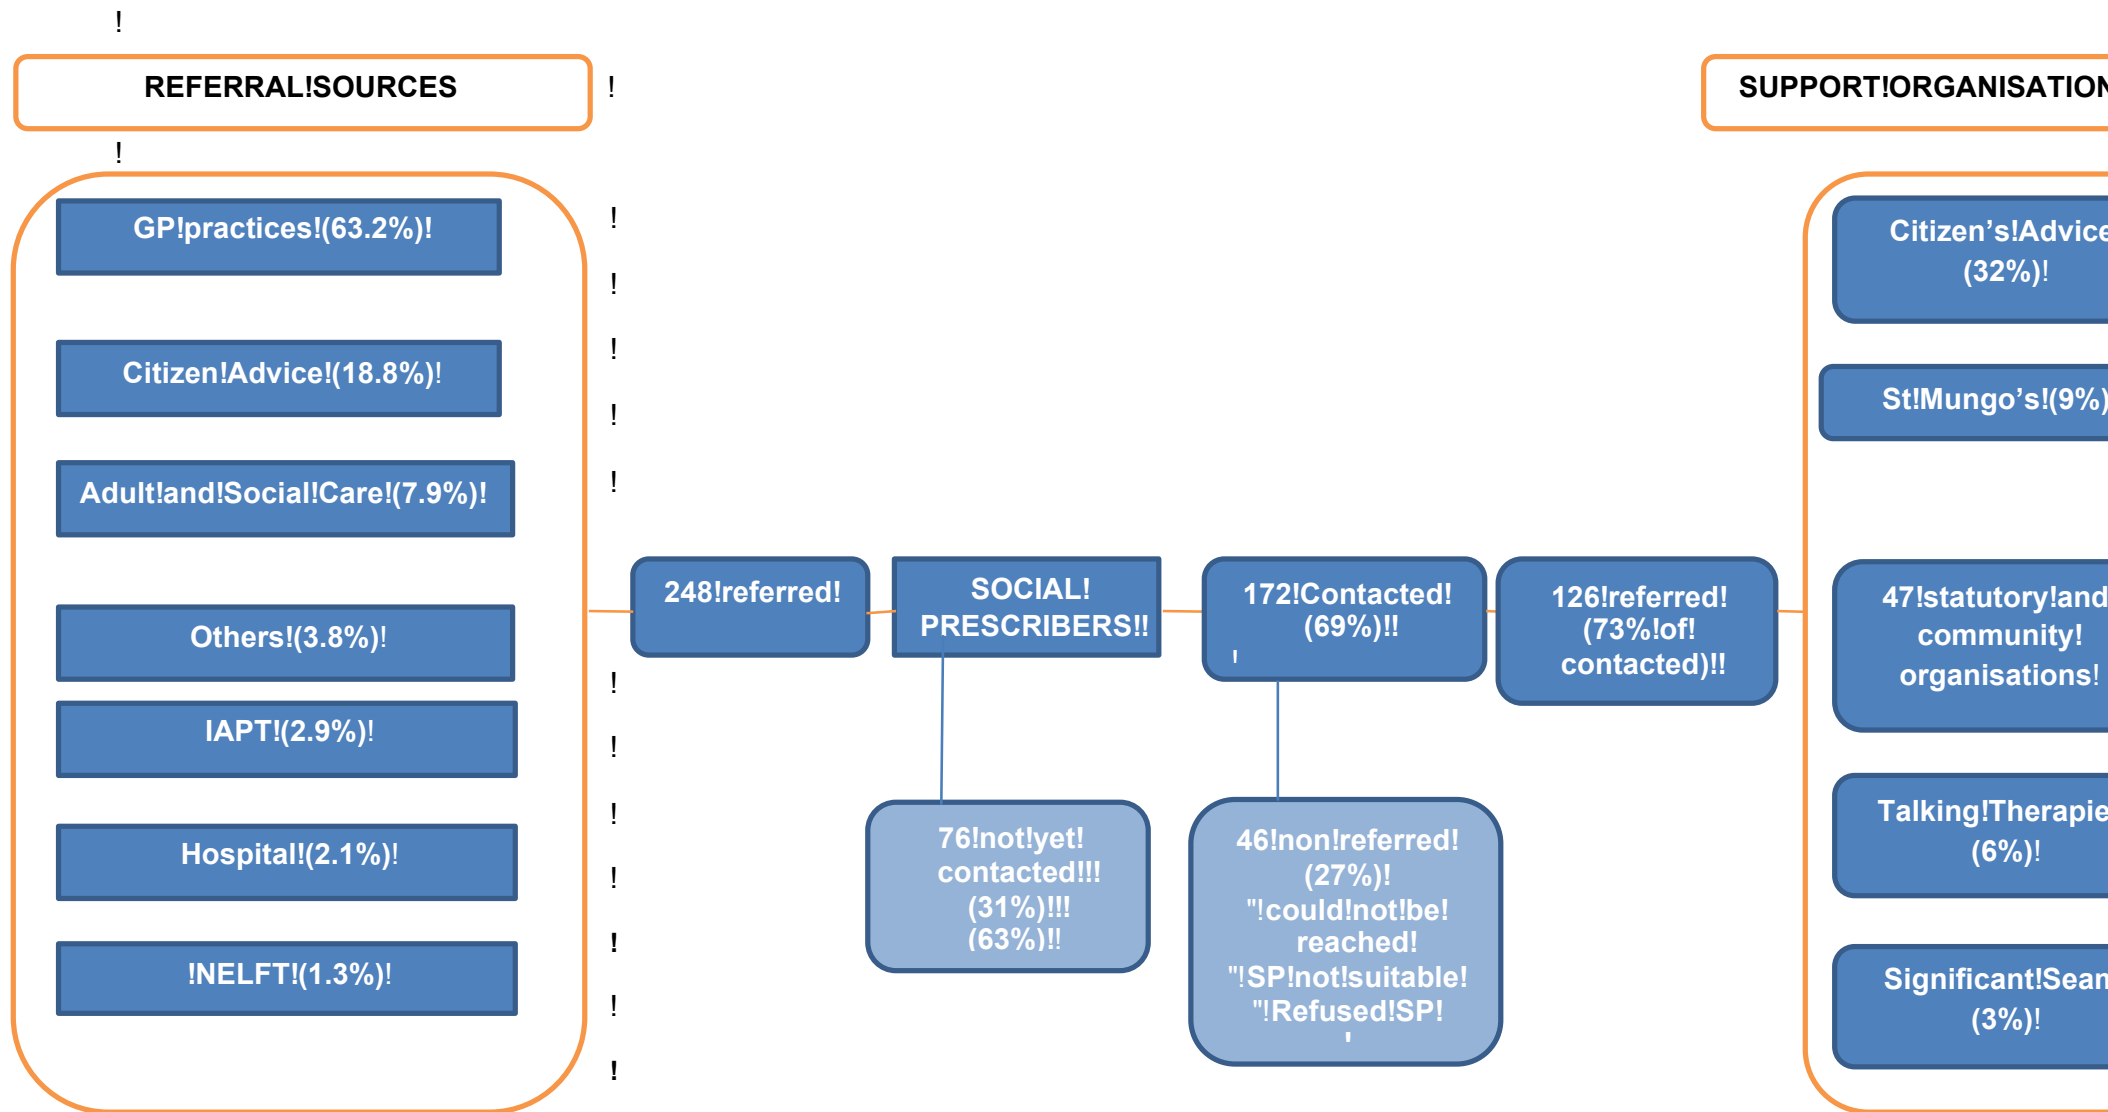 !
REFERRAL!SOURCES
!
SUPPORT!ORGANISATION
!
GP!practices!(63.2%)!
!
!
Citizen!Advice!(18.8%)!
!
!
Adult!and!Social!Care!(7.9%)!
!
Others!(3.8%)!
!
IAPT!(2.9%)!
!
!
Hospital!(2.1%)!
!
!
!NELFT!(1.3%)!
!
!
248!referred!
SOCIAL!
PRESCRIBERS!!
76!not!yet!
contacted!!!
(31%)!!!
(63%)!!
172!Contacted!
(69%)!!
!
46!non!referred!
(27%)!
"!could!not!be!
reached!
"!SP!not!suitable!
"!Refused!SP!
126!referred!
(73%!of!
contacted)!!
Citizen’s!Advice
(32%)!
St!Mungo’s!(9%)
47!statutory!and
community!
organisations!
Talking!Therapie
(6%)!
Significant!Seam
(3%)!